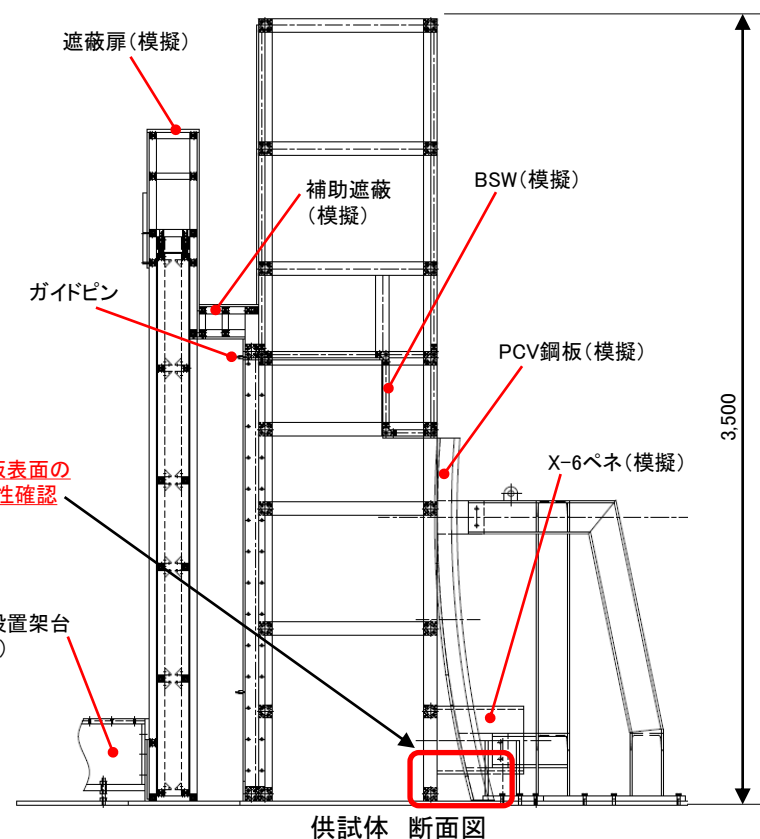 遮蔽扉（模擬）
補助遮蔽
（模擬）
BSW（模擬）
ガイドピン
PCV鋼板（模擬）
3,500
X-6ペネ（模擬）
表面の
性確認
設置架台
）
供試体 断面図